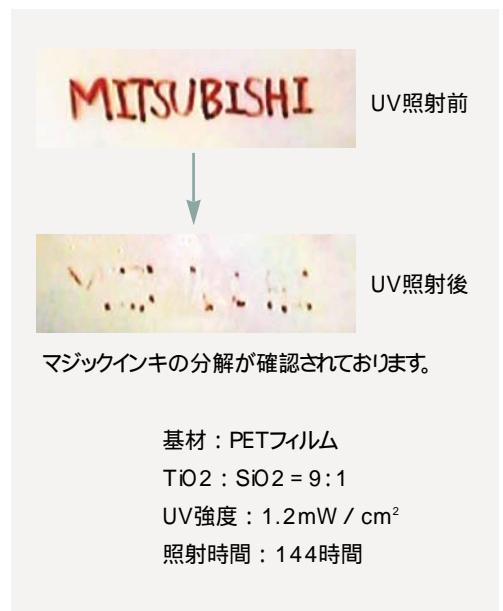 MITSUBISHI
UV照射前
UV照射後
マジックインキの分解が確認されております。
基材：PETフィルム
TiO2：SiO2 = 9：1
UV強度：1.2mW / cm²
照射時間：144時間